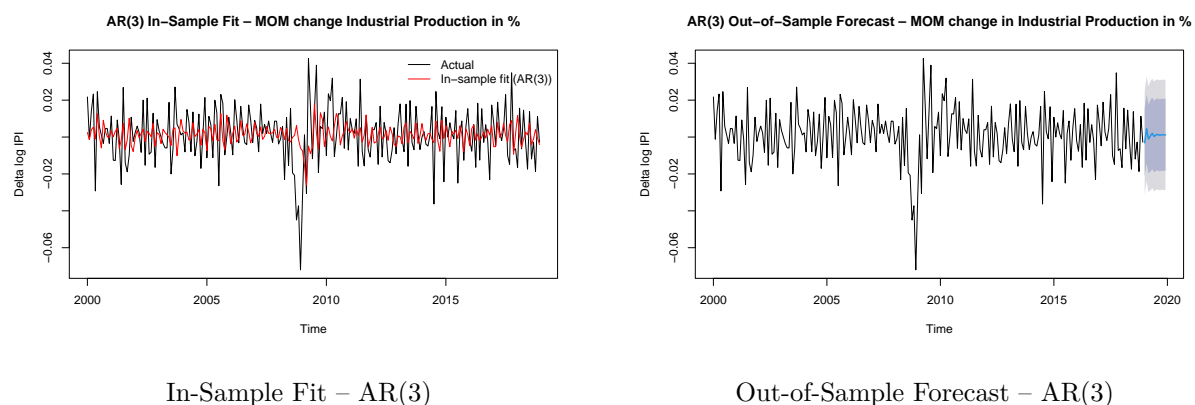 AR(3) In−Sample Fit – MOM change Industrial Production in %
Delta log IPI
0.04
0.02
−0.02
−0.06
Actual
In−sample fit (AR(3))
2000
2005
2010
2015
Time
In-Sample Fit – AR(3)
AR(3) Out−of−Sample Forecast – MOM change in Industrial Production in %
Delta log IPI
0.04
0.02
−0.02
−0.06
2000
2005
2010
2015
2020
Time
Out-of-Sample Forecast – AR(3)